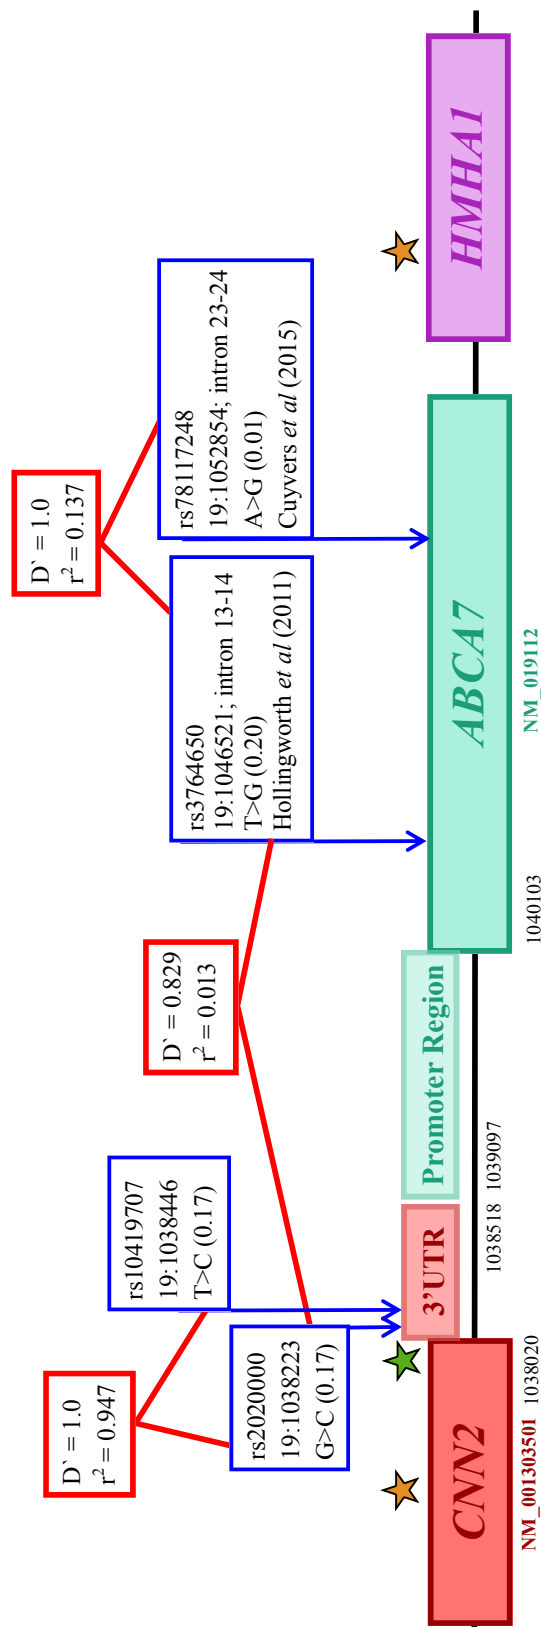 D` = 1.0
r² = 0.947
rs2020000
19:1038223
G>C (0.17)
rs10419707
19:1038446
T>C (0.17)
D` = 0.829
r² = 0.013
rs3764650
19:1046521; intron 13-14
T>G (0.20)
Hollingworth et al (2011)
D` = 1.0
r² = 0.137
rs78117248
19:1052854; intron 23-24
A>G (0.01)
Cuyvers et al (2015)
CNN2
3’UTR
Promoter Region
ABCA7
HMHA1
NM_001303501
1038020
1038518
1039097
1040103
NM_019112